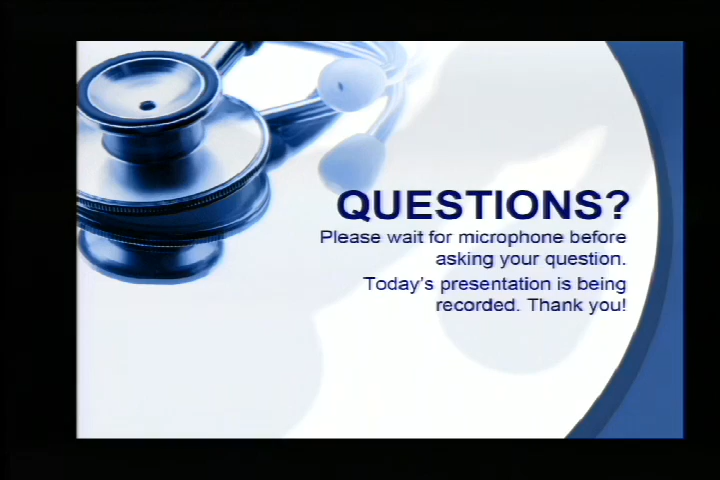 QUESTIONS?
Please wait for microphone before
asking your question.
Today's presentation is being
recorded. Thank you!